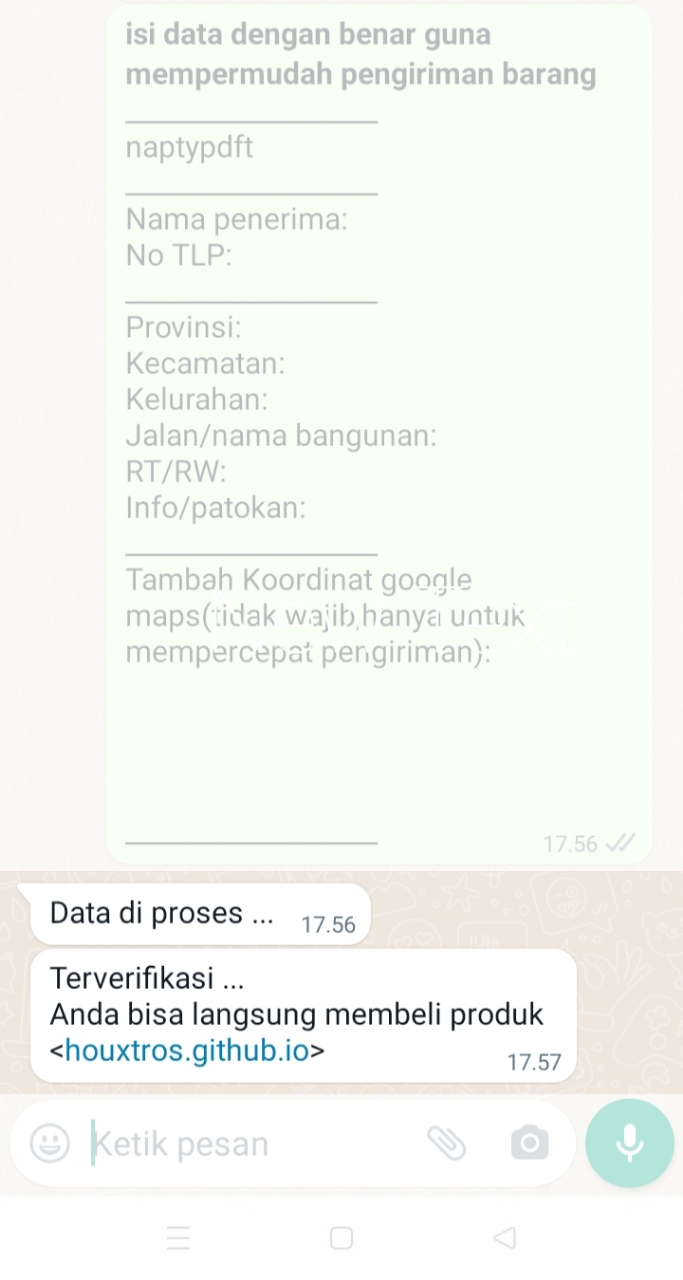 isi data dengan benar guna
mempermudah pengiriman barang
naptypdft
Nama penerima:
No TLP:
Provinsi:
Kecamatan:
Kelurahan:
Jalan/nama bangunan:
RT/RW:
Info/patokan:
Tambah Koordinat google
maps(tidak wajib,hanya untuk
mempercepat pengiriman):
17.56
Data di proses ... 17.56
Terverifikasi ...
Anda bisa langsung membeli produk
<houxtros.github.io> 17.57
Ketik pesan